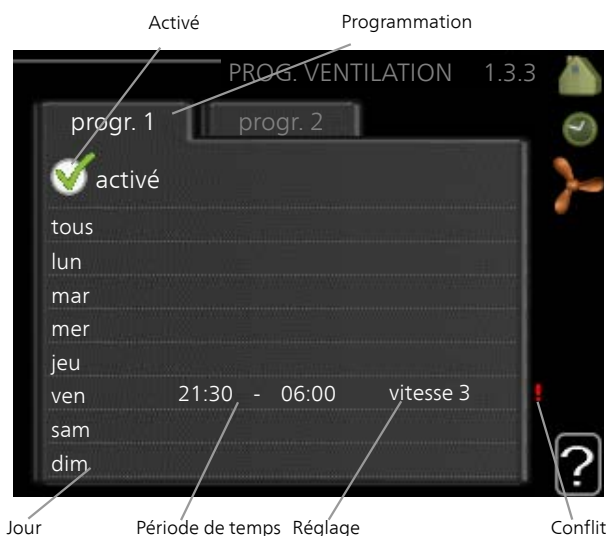 Activé Programmation
PROG. VENTILATION 1.3.3
progr. 1 progr. 2
activé
tous
lun
mar
mer
jeu
ven 21:30 - 06:00 vitesse 3 !
sam
dim
?
Jour Période de temps Réglage Conflit